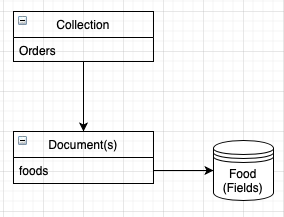 Collection
Orders
Document(s)
foods
Food
(Fields)